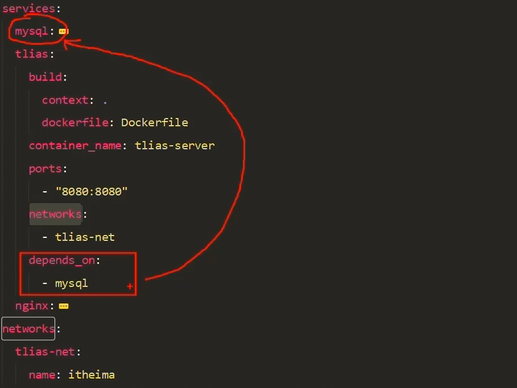 services:
  mysql:
  tlias:
    build:
      context: .
      dockerfile: Dockerfile
    container_name: tlias-server
    ports:
      - "8080:8080"
    networks:
      - tlias-net
    depends_on:
      - mysql
  nginx:
networks:
  tlias-net:
    name: itheima